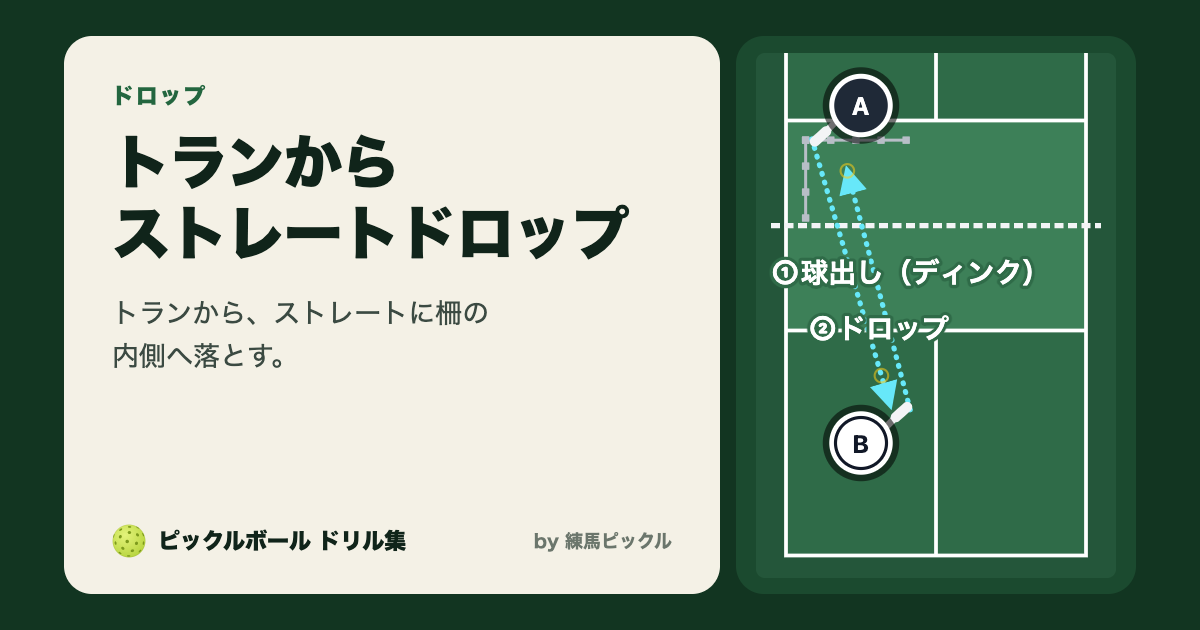 ドロップ
トランから
ストレートドロップ
トランから、ストレートに柵の
内側へ落とす。
ピックルボール ドリル集
by 練馬ピックル
A
①球出し（ディンク）
②ドロップ
B